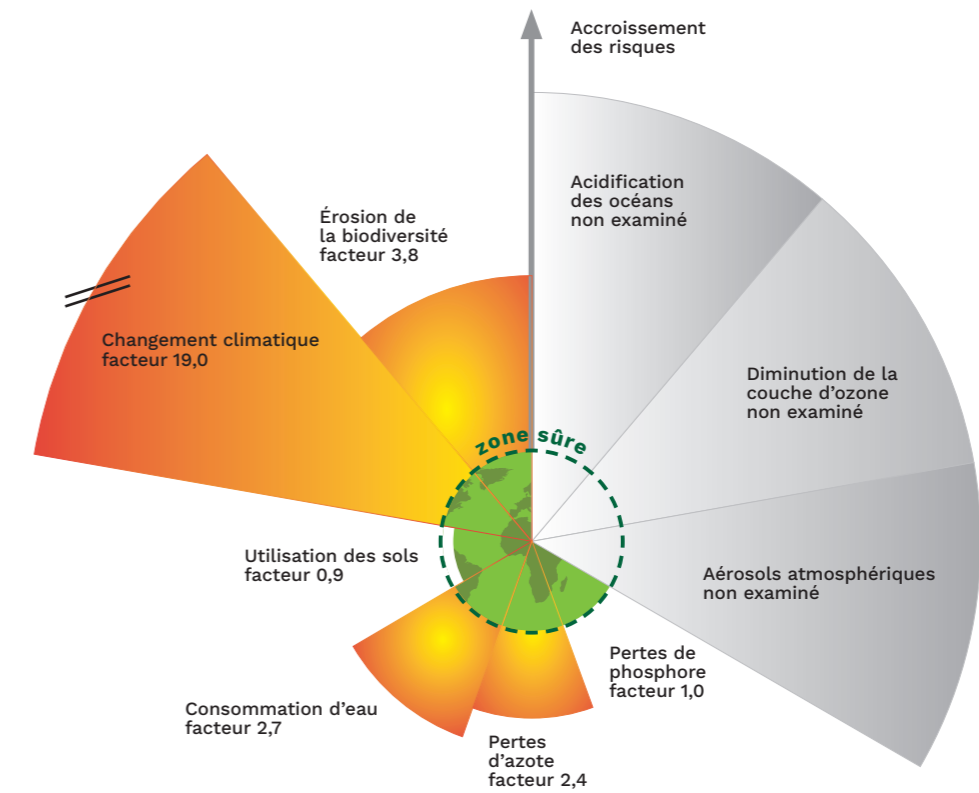 Accroissement
des risques
Acidification
des océans
non examiné
Érosion de
la biodiversité
facteur 3,8
Changement climatique
facteur 19,0
Diminution de la
couche d’ozone
non examiné
zone sûre
Utilisation des sols
facteur 0,9
Aérosols atmosphériques
non examiné
Pertes de
phosphore
facteur 1,0
Consommation d’eau
facteur 2,7
Pertes
d’azote
facteur 2,4